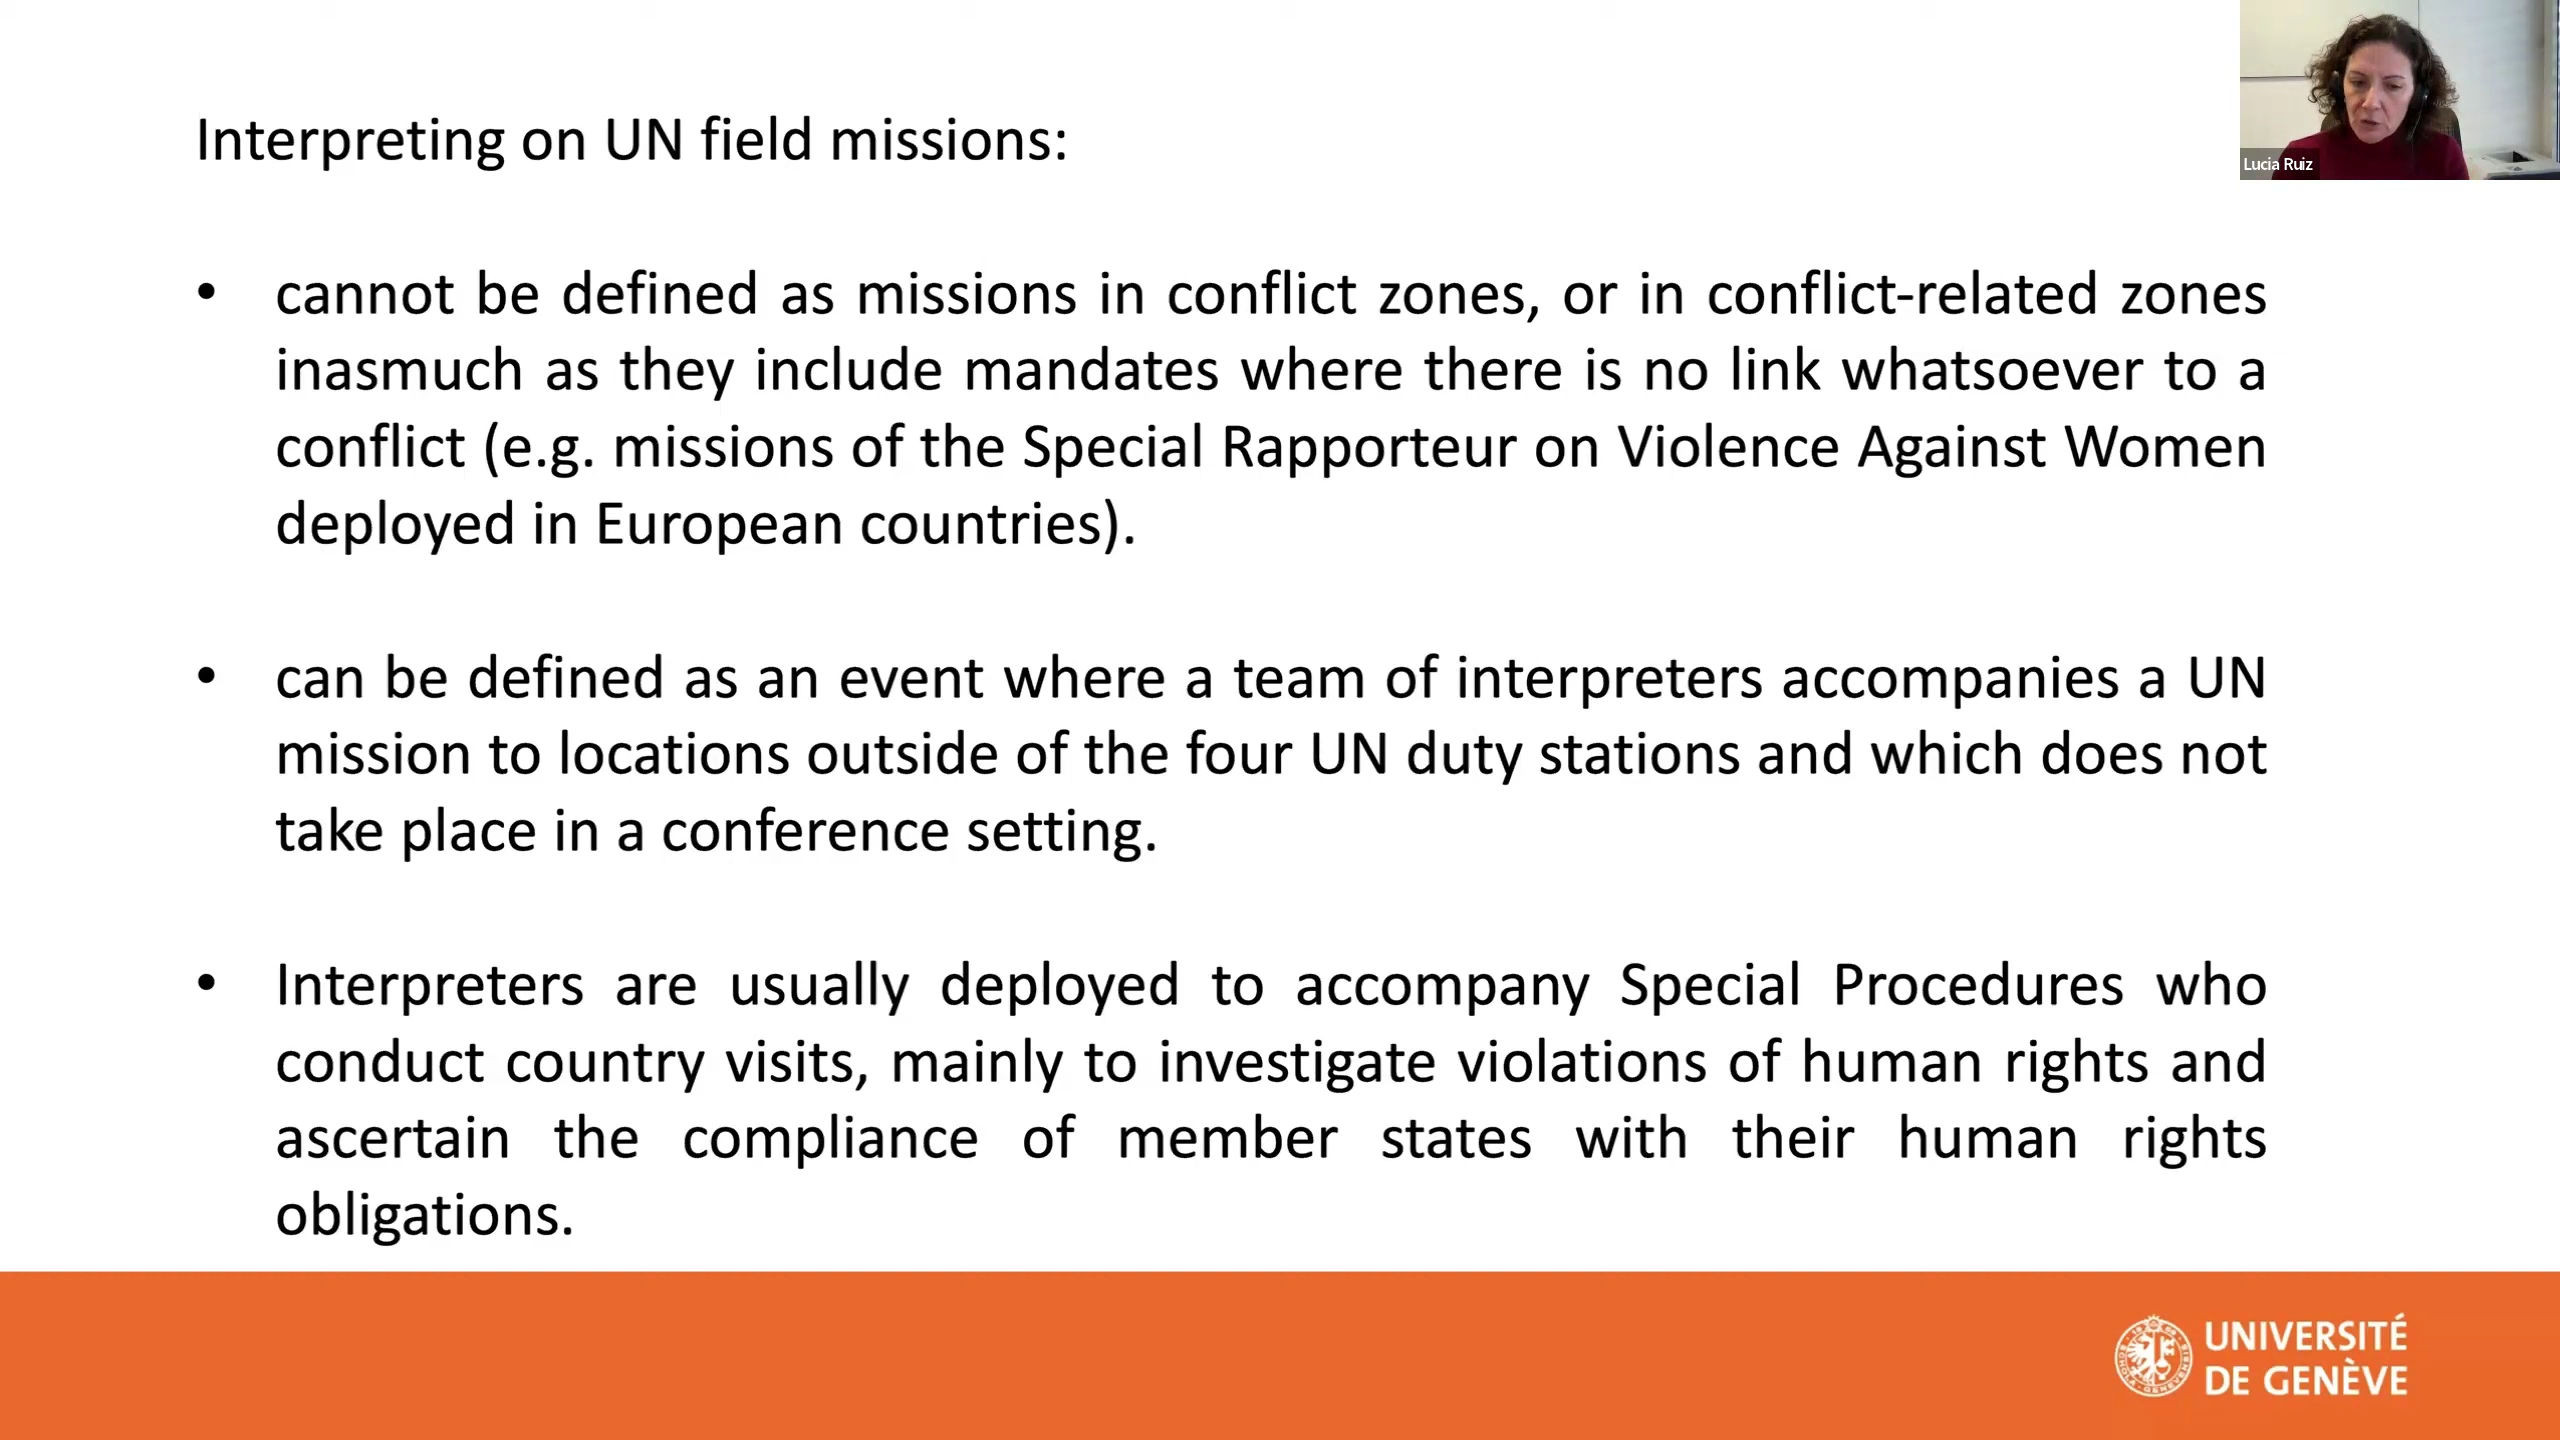 Interpreting on UN field missions:
• cannot be defined as missions in conflict zones, or in conflict-related zones
inasmuch as they include mandates where there is no link whatsoever to a
conflict (e.g. missions of the Special Rapporteur on Violence Against Women
deployed in European countries).
• can be defined as an event where a team of interpreters accompanies a UN
mission to locations outside of the four UN duty stations and which does not
take place in a conference setting.
• Interpreters are usually deployed to accompany Special Procedures who
conduct country visits, mainly to investigate violations of human rights and
ascertain the compliance of member states with their human rights
obligations.
Lucia Ruiz
UNIVERSITÉ
DE GENÈVE